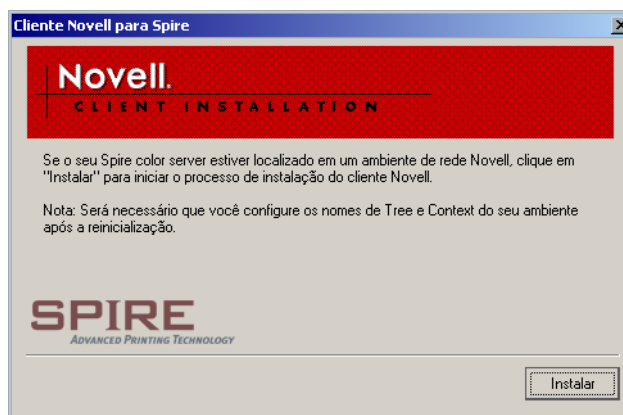 Cliente Novell para Spire
Novell.
CLIENT INSTALLATION
Se o seu Spire color server estiver localizado em um ambiente de rede Novell, clique em
"Instalar" para iniciar o processo de instalação do cliente Novell.
Nota: Será necessário que você configure os nomes de Tree e Context do seu ambiente
após a reinicialização.
SPIRE
ADVANCED PRINTING TECHNOLOGY
Instalar